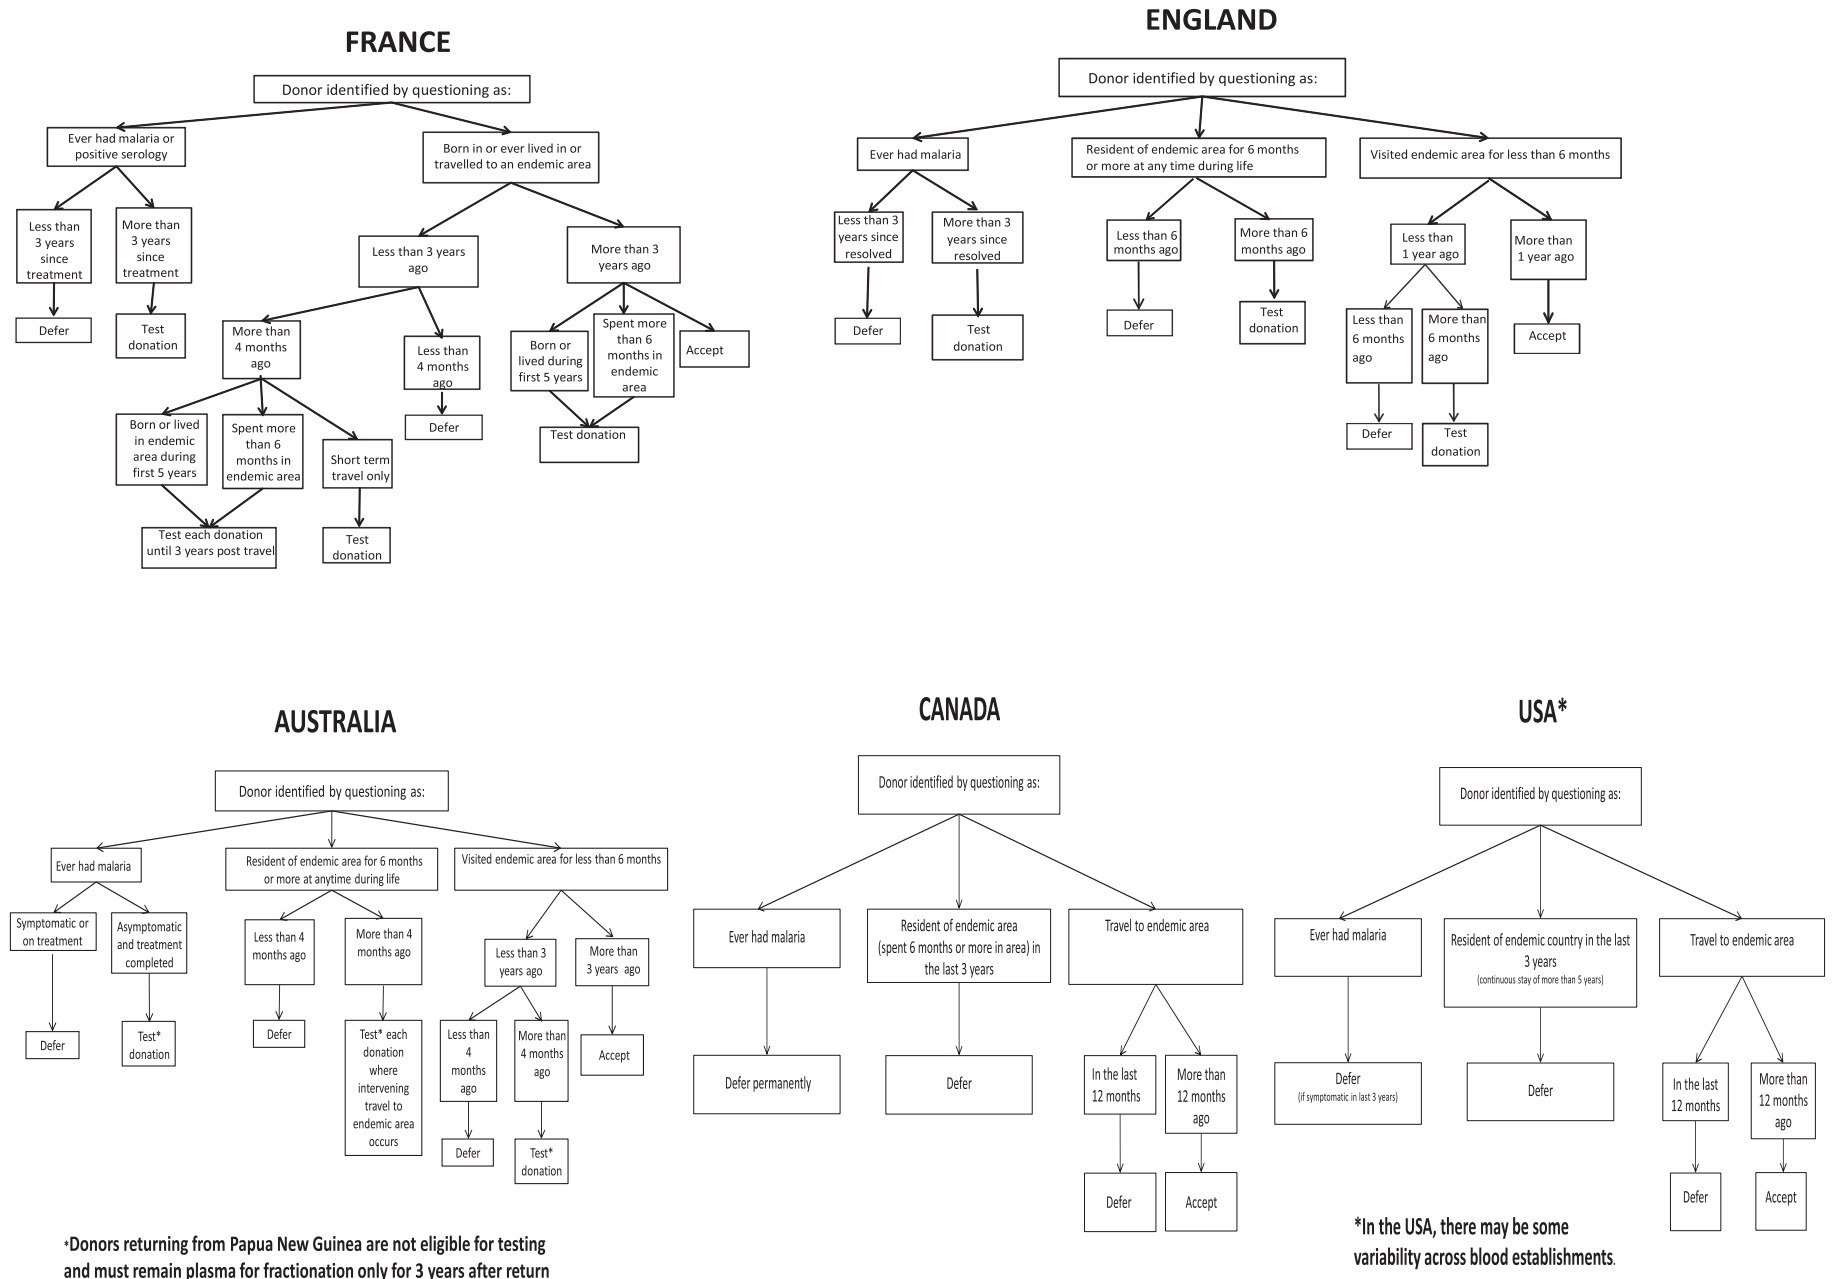 FRANCE
Donor identified by questioning as:
Ever had malaria or
positive serology
Born in or ever lived in or
travelled to an endemic area
Less than
3 years
since
treatment
More than
3 years
since
treatment
Less than 3 years
ago
More than 3
years ago
Defer
Test
donation
More than
4 months
ago
Less than
4 months
ago
Born or
lived during
first 5 years
Spent more
than 6
months in
endemic
area
Accept
Born or lived
in endemic
area during
first 5 years
Spent more
than 6
months in
endemic area
Short term
travel only
Defer
Test donation
Test each donation
until 3 years post travel
Test
donation
ENGLAND
Donor identified by questioning as:
Ever had malaria
Resident of endemic area for 6 months
or more at any time during life
Visited endemic area for less than 6 months
Less than 3
years since
resolved
More than 3
years since
resolved
Less than 6
months ago
More than 6
months ago
Less than
1 year ago
More than
1 year ago
Defer
Test
donation
Defer
Test
donation
Less than
6 months
ago
More than
6 months
ago
Accept
Defer
Test
donation
AUSTRALIA
Donor identified by questioning as:
Ever had malaria
Resident of endemic area for 6 months
or more at anytime during life
Visited endemic area for less than 6 months
Symptomatic or
on treatment
Asymptomatic
and treatment
completed
Less than 4
months ago
More than 4
months ago
Less than 3
years ago
More than
3 years ago
Defer
Test*
donation
Defer
Test* each
donation
where
intervening
travel to
endemic area
occurs
Less than
4
months
ago
More than
4 months
ago
Accept
Defer
Test*
donation
*Donors returning from Papua New Guinea are not eligible for testing
and must remain plasma for fractionation only for 3 years after return
CANADA
Donor identified by questioning as:
Ever had malaria
Resident of endemic area
(spent 6 months or more in area) in
the last 3 years
Travel to endemic area
Defer permanently
Defer
In the last
12 months
More than
12 months
ago
Defer
Accept
USA*
Donor identified by questioning as:
Ever had malaria
Resident of endemic country in the last
3 years
(continuous stay of more than 5 years)
Travel to endemic area
Defer
(if symptomatic in last 3 years)
Defer
In the last
12 months
More than
12 months
ago
Defer
Accept
*In the USA, there may be some
variability across blood establishments.